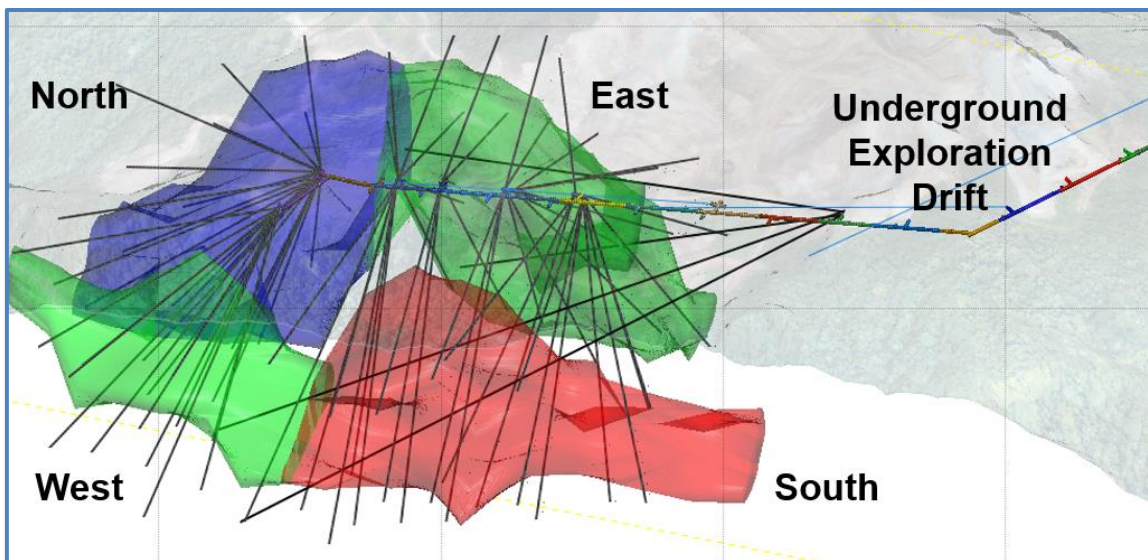 North
East
Underground
Exploration
Drift
West
South